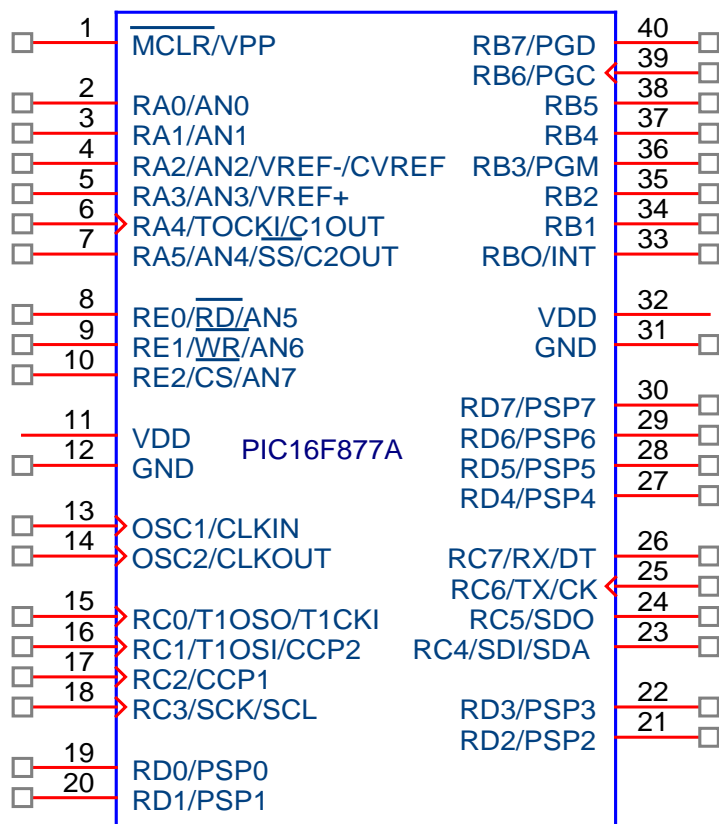 1 MCLR/VPP RB7/PGD 40
RB6/PGC 39
2 RA0/AN0 RB5 38
3 RA1/AN1 RB4 37
4 RA2/AN2/VREF-/CVREF RB3/PGM 36
5 RA3/AN3/VREF+ RB2 35
6 RA4/TOCKI/C1OUT RB1 34
7 RA5/AN4/SS/C2OUT RBO/INT 33
8 RE0/RD/AN5 VDD 32
9 RE1/WR/AN6 GND 31
10 RE2/CS/AN7
RD7/PSP7 30
11 VDD RD6/PSP6 29
12 GND PIC16F877A RD5/PSP5 28
RD4/PSP4 27
13 OSC1/CLKIN
14 OSC2/CLKOUT RC7/RX/DT 26
RC6/TX/CK 25
15 RC0/T1OSO/T1CKI RC5/SDO 24
16 RC1/T1OSI/CCP2 RC4/SDI/SDA 23
17 RC2/CCP1
18 RC3/SCK/SCL RD3/PSP3 22
RD2/PSP2 21
19 RD0/PSP0
20 RD1/PSP1